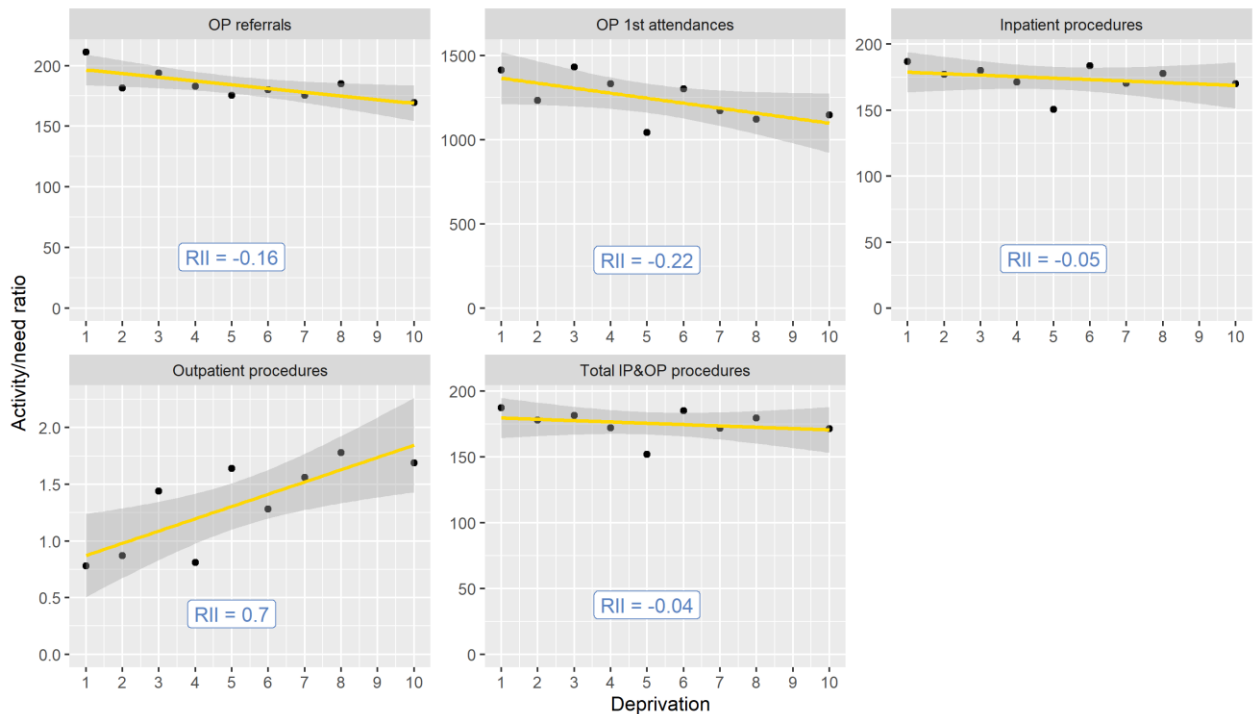 OP referrals
OP 1st attendances
Inpatient procedures
200
150
100
50
0
RII = -0.16
1 2 3 4 5 6 7 8 9 10
1500
1000
500
0
RII = -0.22
1 2 3 4 5 6 7 8 9 10
200
150
100
50
0
RII = -0.05
1 2 3 4 5 6 7 8 9 10
Activity/need ratio
Outpatient procedures
Total IP&OP procedures
2.0
1.5
1.0
0.5
0.0
RII = 0.7
1 2 3 4 5 6 7 8 9 10
200
150
100
50
0
RII = -0.04
1 2 3 4 5 6 7 8 9 10
Deprivation